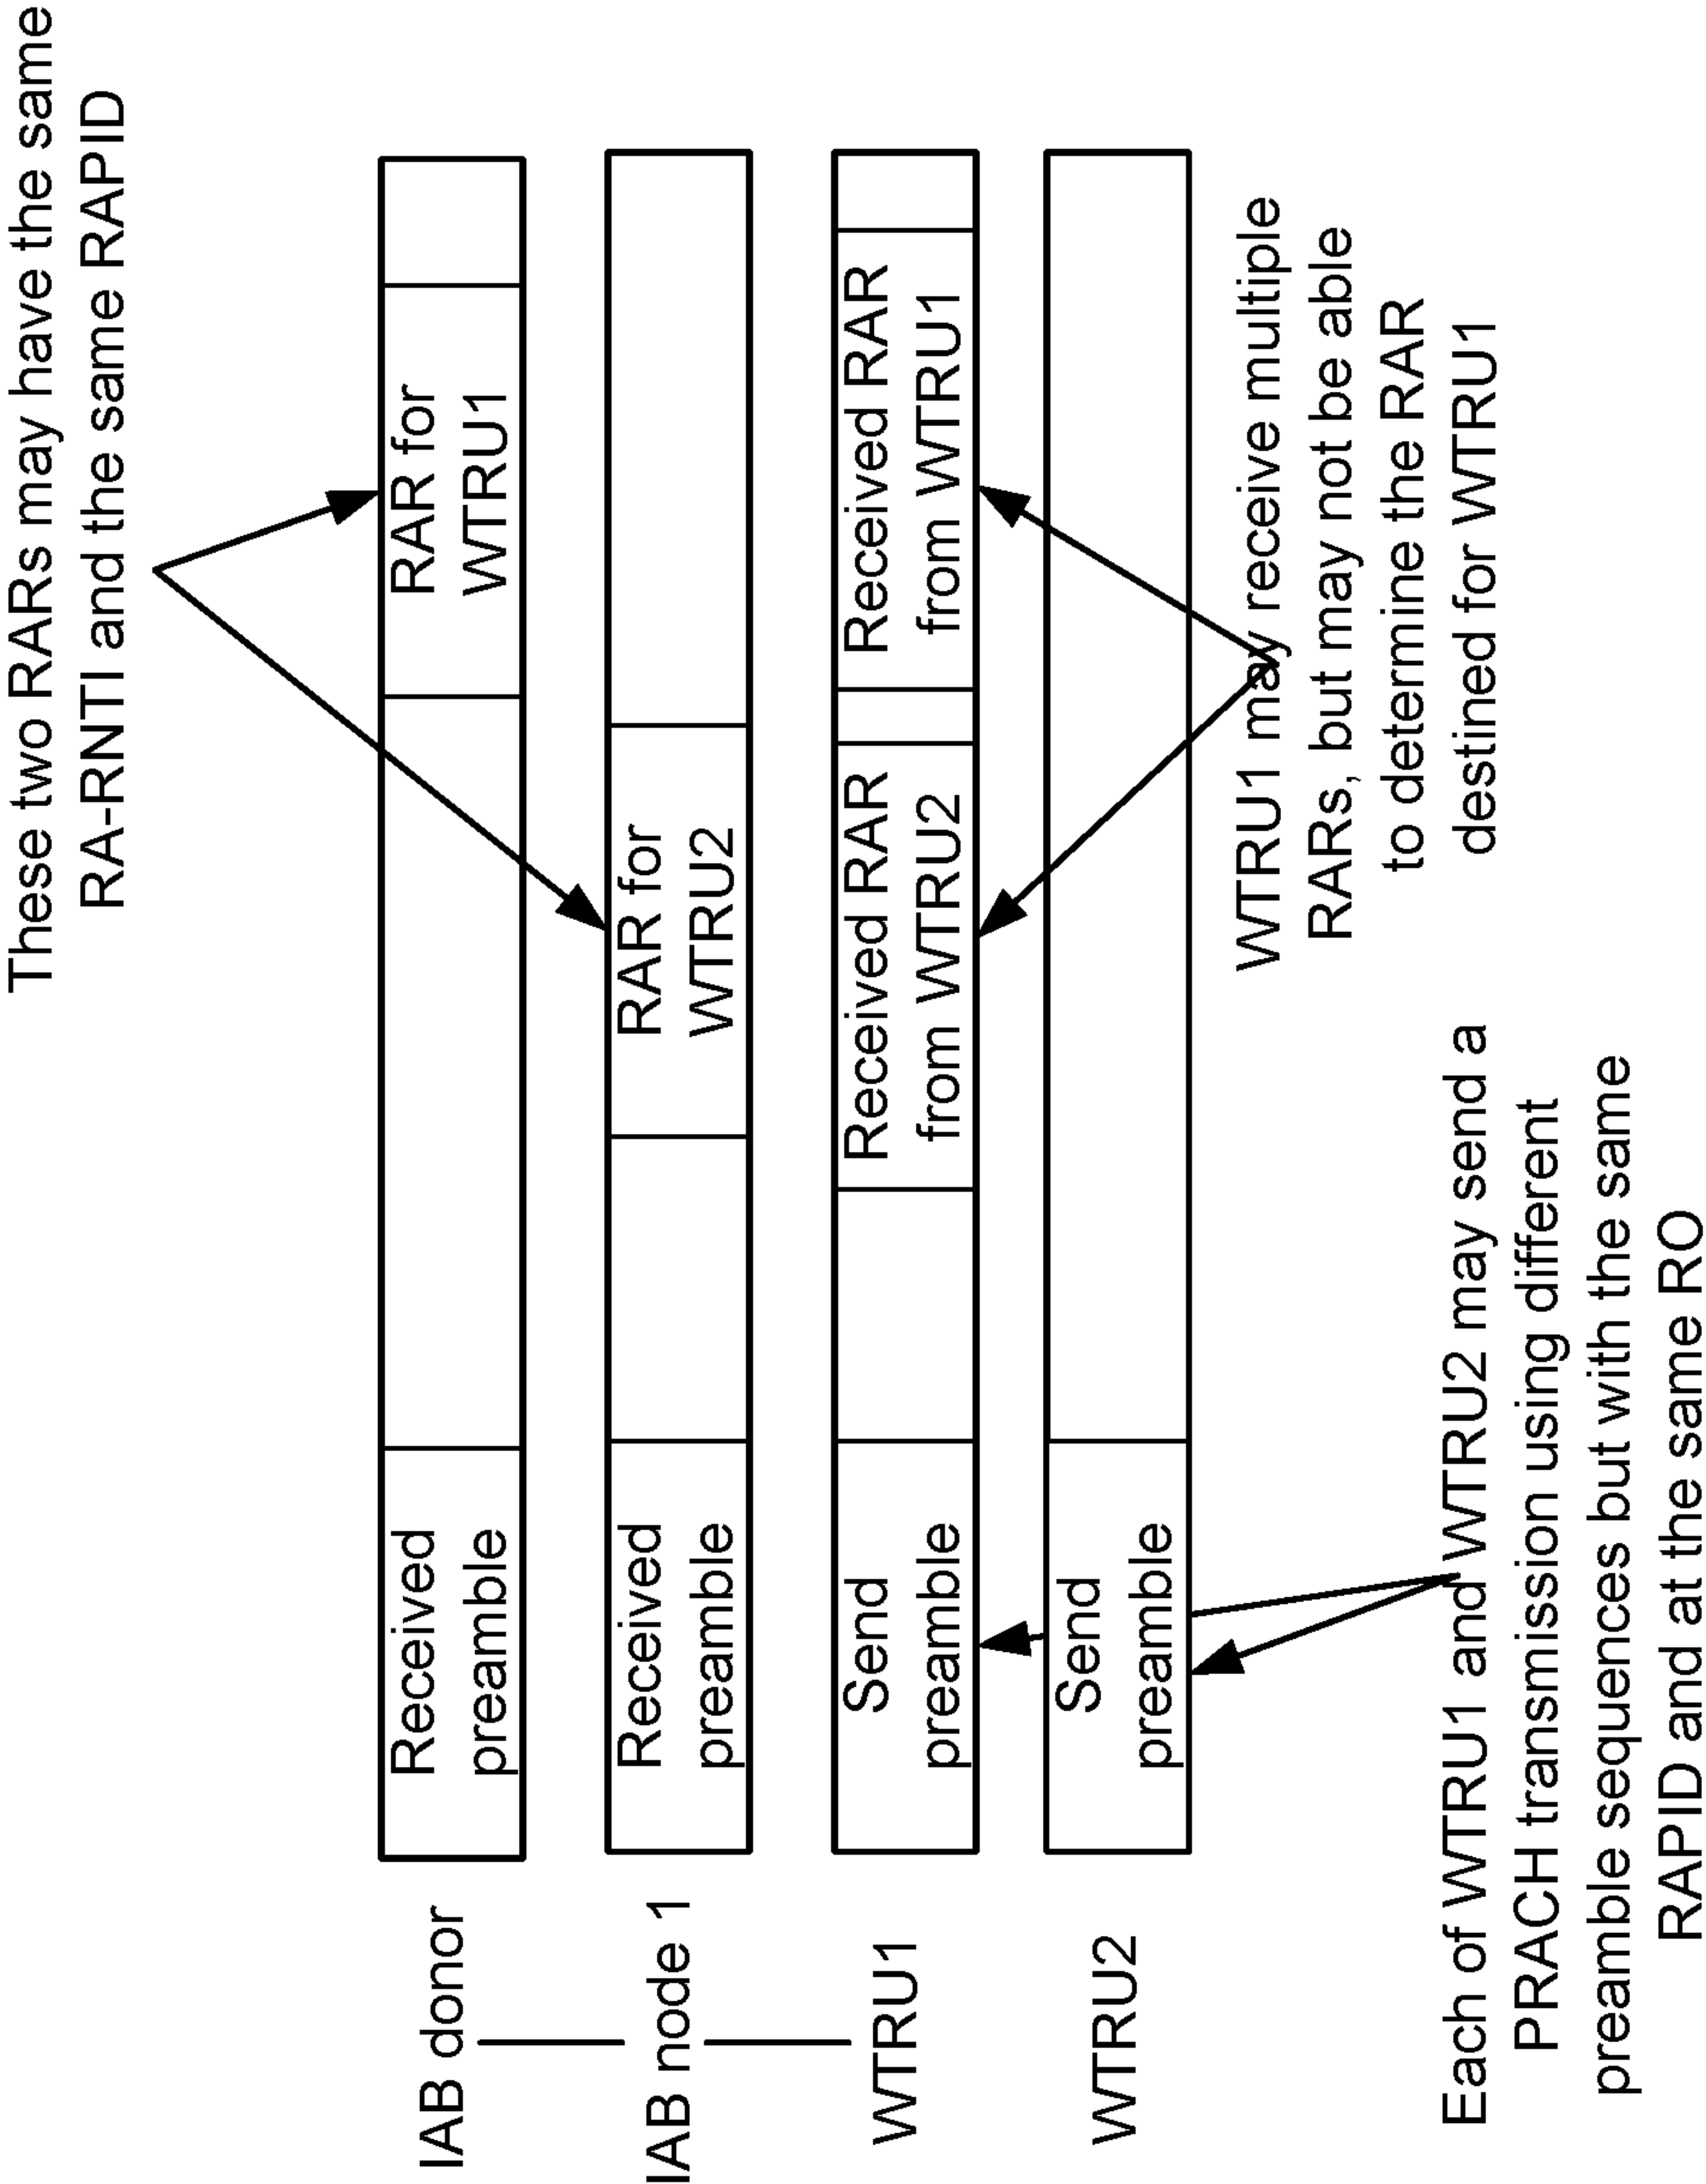 These two RARs may have the same
RA-RNTI and the same RAPID
IAB donor
Received
preamble
RAR for
WTRU1
IAB node 1
Received
preamble
RAR for
WTRU2
WTRU1
Send
preamble
Received RAR
from WTRU2
Received RAR
from WTRU1
WTRU2
Send
preamble
Each of WTRU1 and WTRU2 may send a
PRACH transmission using different
preamble sequences but with the same
RAPID and at the same RO
WTRU1 may receive multiple
RARs, but may not be able
to determine the RAR
destined for WTRU1